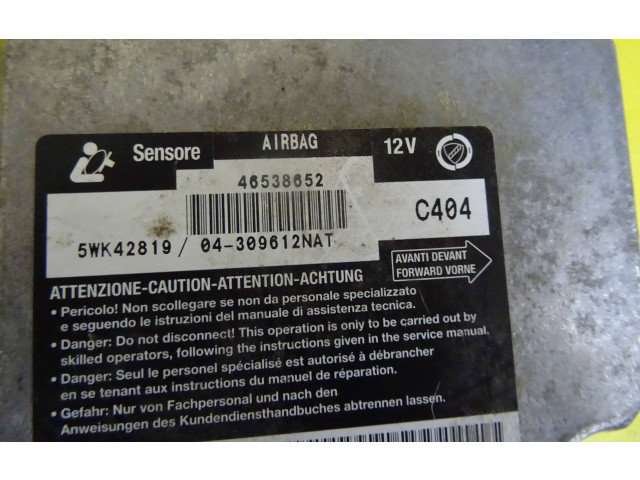 Sensore AIRBAG 12V
46538652
C404
5WK42819 / 04-309612NAT
AVANTI DEVANT
FORWARD VORNE
ATTENZIONE-CAUTION-ATTENTION-ACHTUNG
• Pericolo! Non scollegare se non da personale specializzato
e seguendo le istruzioni del manuale di assistenza tecnica.
• Danger: Do not disconnect! This operation is only to be carried out by
skilled operators, following the instructions given in the service manual.
• Danger: Seul le personel spécialisé est autorisé à débrancher
en se tenant aux instructions du manuel de réparation.
• Gefahr: Nur von Fachpersonal und nach den
Anweisungen des Kundendiensthandbuches abtrennen lassen.